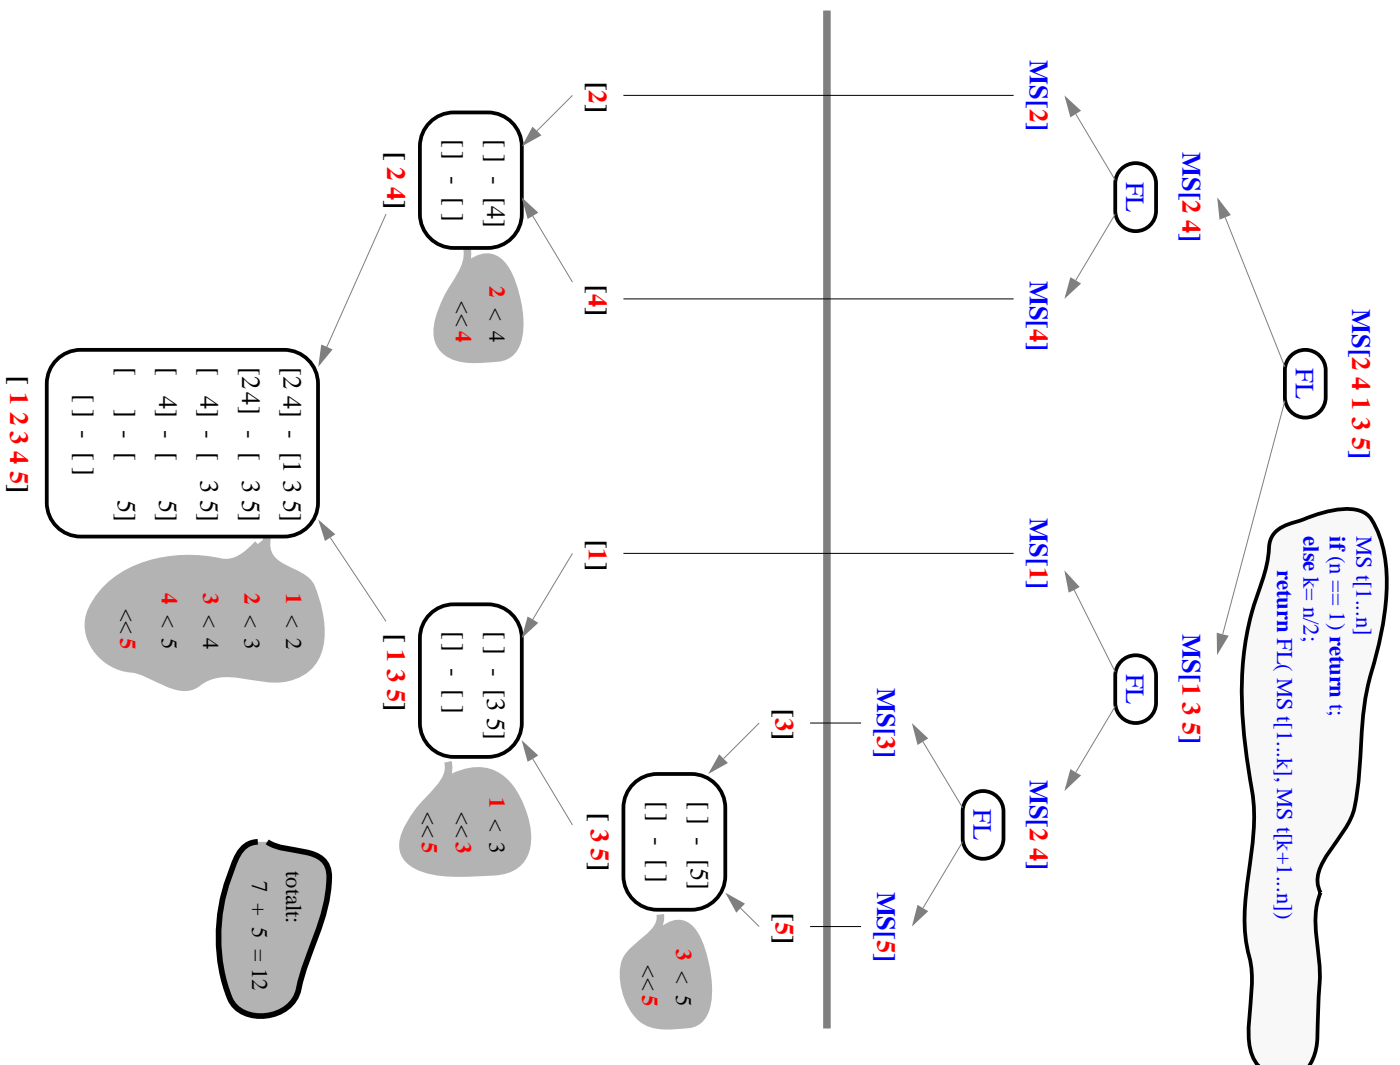 MS[2 4 1 3 5]
FL
MS t[1...n]
if (n == 1) return t;
else k= n/2;
return FL( MS t[1...k], MS t[k+1...n])
MS[2 4]
MS[1 3 5]
FL
FL
MS[2]
MS[4]
MS[1]
MS[2 4]
FL
MS[3]
MS[5]
[3]
[5]
[] - [5]
[] - [ ]
3 < 5
<<5
[2]
[4]
[1]
[ 3 5]
[ ] - [4]
[] - [ ]
2 < 4
<<4
[] - [3 5]
[] - [ ]
1 < 3
<<3
<<5
[ 2 4]
[ 1 3 5]
[2 4] - [1 3 5]
[24] - [ 3 5]
[ 4] - [ 3 5]
[ 4] - [ 5]
[ ] - [ 5]
[ ] - [ ]
1 < 2
2 < 3
3 < 4
4 < 5
<<5
totalt:
7 + 5 = 12
[ 1 2 3 4 5]